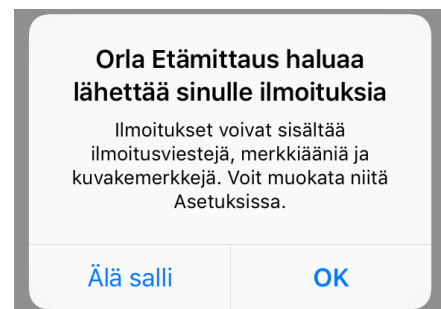 Orla Etämittaus haluaa
lähettää sinulle ilmoituksia
Ilmoitukset voivat sisältää
ilmoitusviestejä, merkkiääniä ja
kuvakemerkkejä. Voit muokata niitä
Asetuksissa.
Älä salli
OK